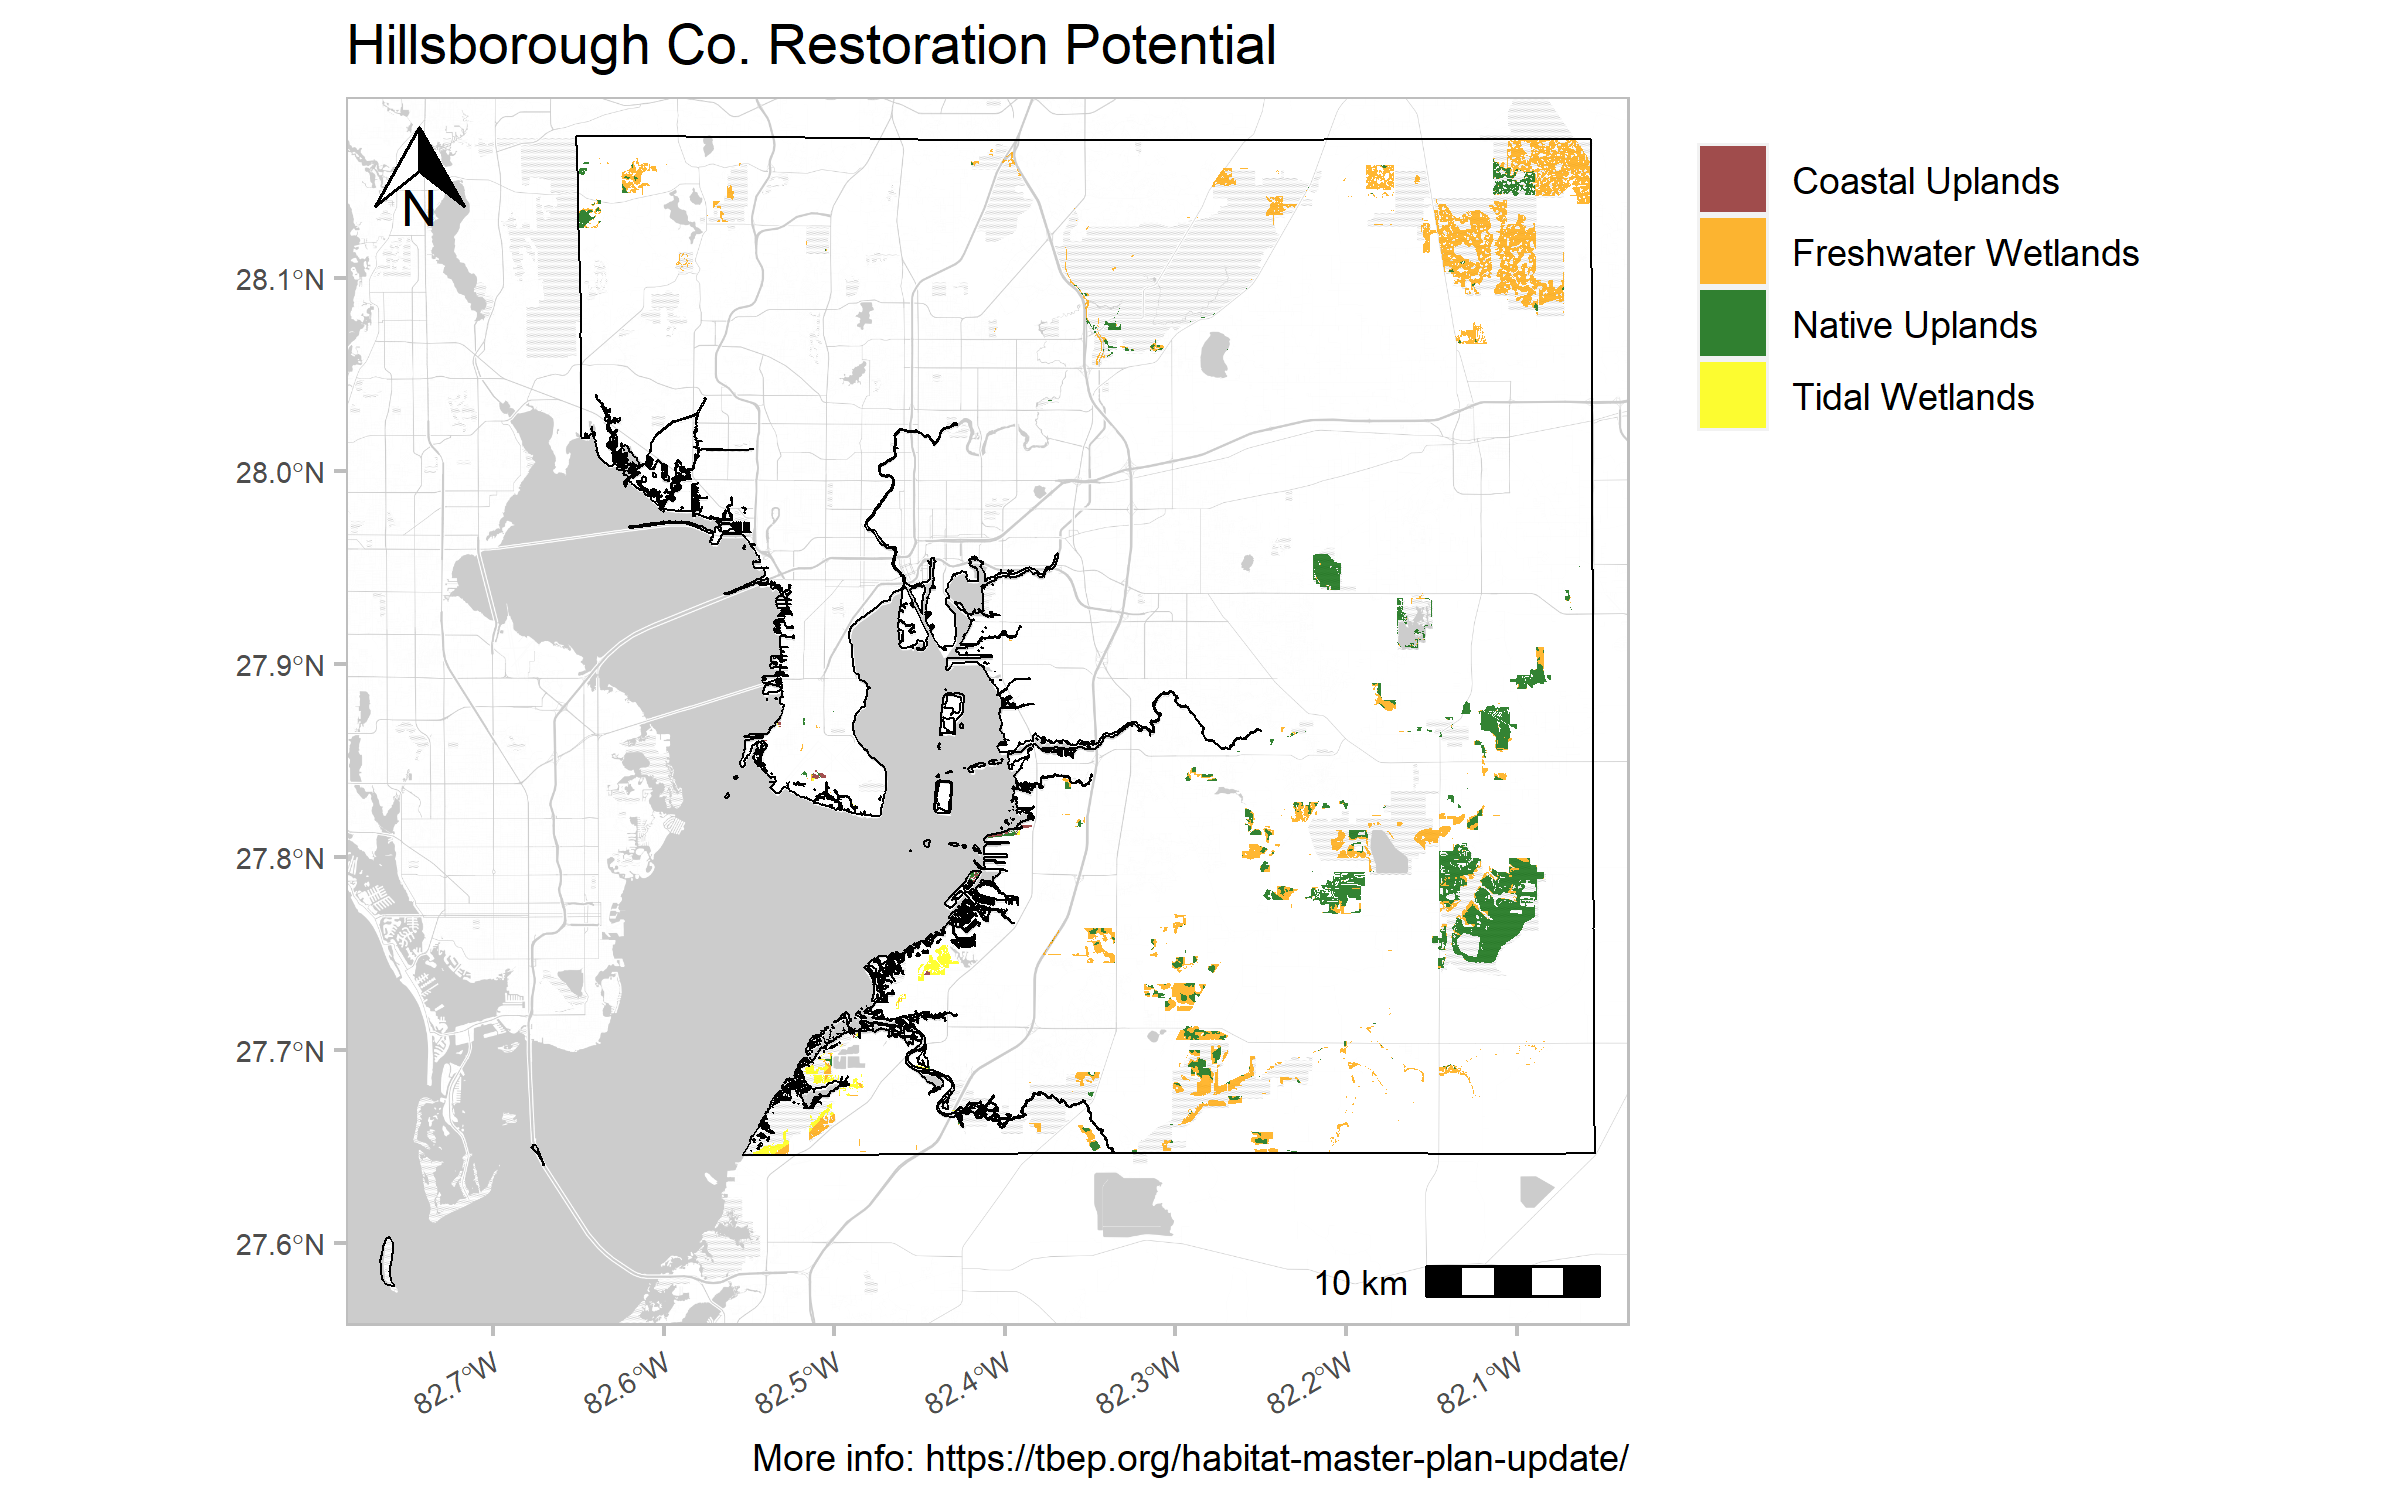 Hillsborough Co. Restoration Potential
N
Coastal Uplands
Freshwater Wetlands
Native Uplands
Tidal Wetlands
28.1°N
28.0°N
27.9°N
27.8°N
27.7°N
27.6°N
10 km
82.7°W 82.6°W 82.5°W 82.4°W 82.3°W 82.2°W 82.1°W
More info: https://tbep.org/habitat-master-plan-update/